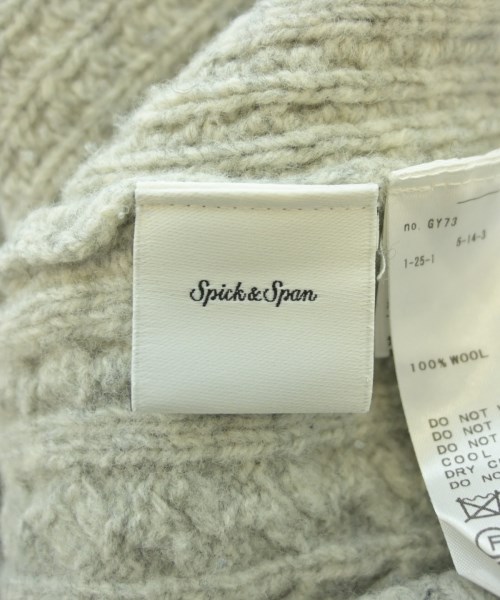 Spick & Span
no. GY73
5-14-3
1-25-1
100% WOOL
DO NOT
DO NOT
DO NOT
COOL
DRY
DO NO
P